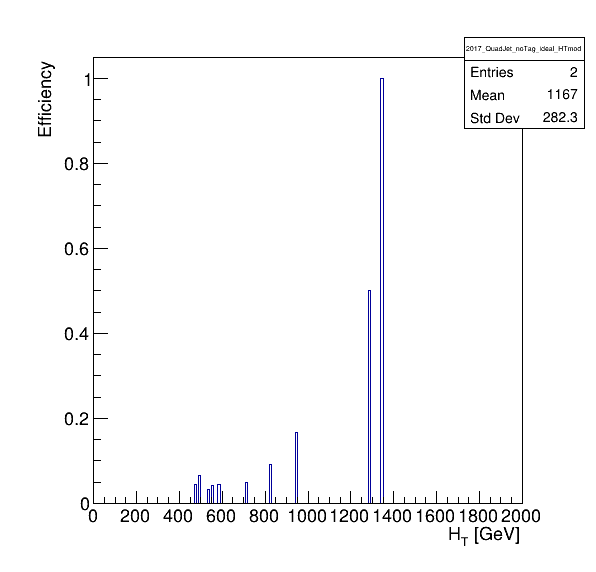 2017_QuadJet_noTag_ideal_HTmod
Entries 2
Mean 1167
Std Dev 282.3
Efficiency
1
0.8
0.6
0.4
0.2
0
0 200 400 600 800 1000 1200 1400 1600 1800 2000
H_T [GeV]